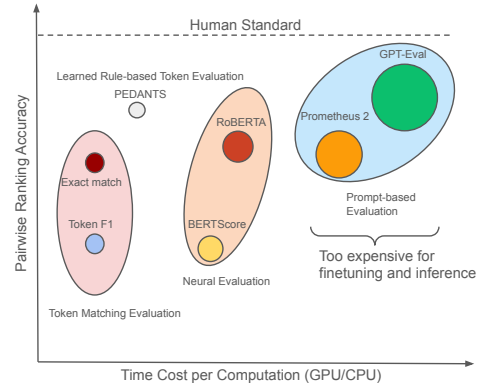 Human Standard
GPT-Eval
Learned Rule-based Token Evaluation
PEDANTS
Prometheus 2
RoBERTA
Exact match
Prompt-based
Evaluation
Token F1
BERTScore
Too expensive for
finetuning and inference
Neural Evaluation
Token Matching Evaluation
Pairwise Ranking Accuracy
Time Cost per Computation (GPU/CPU)